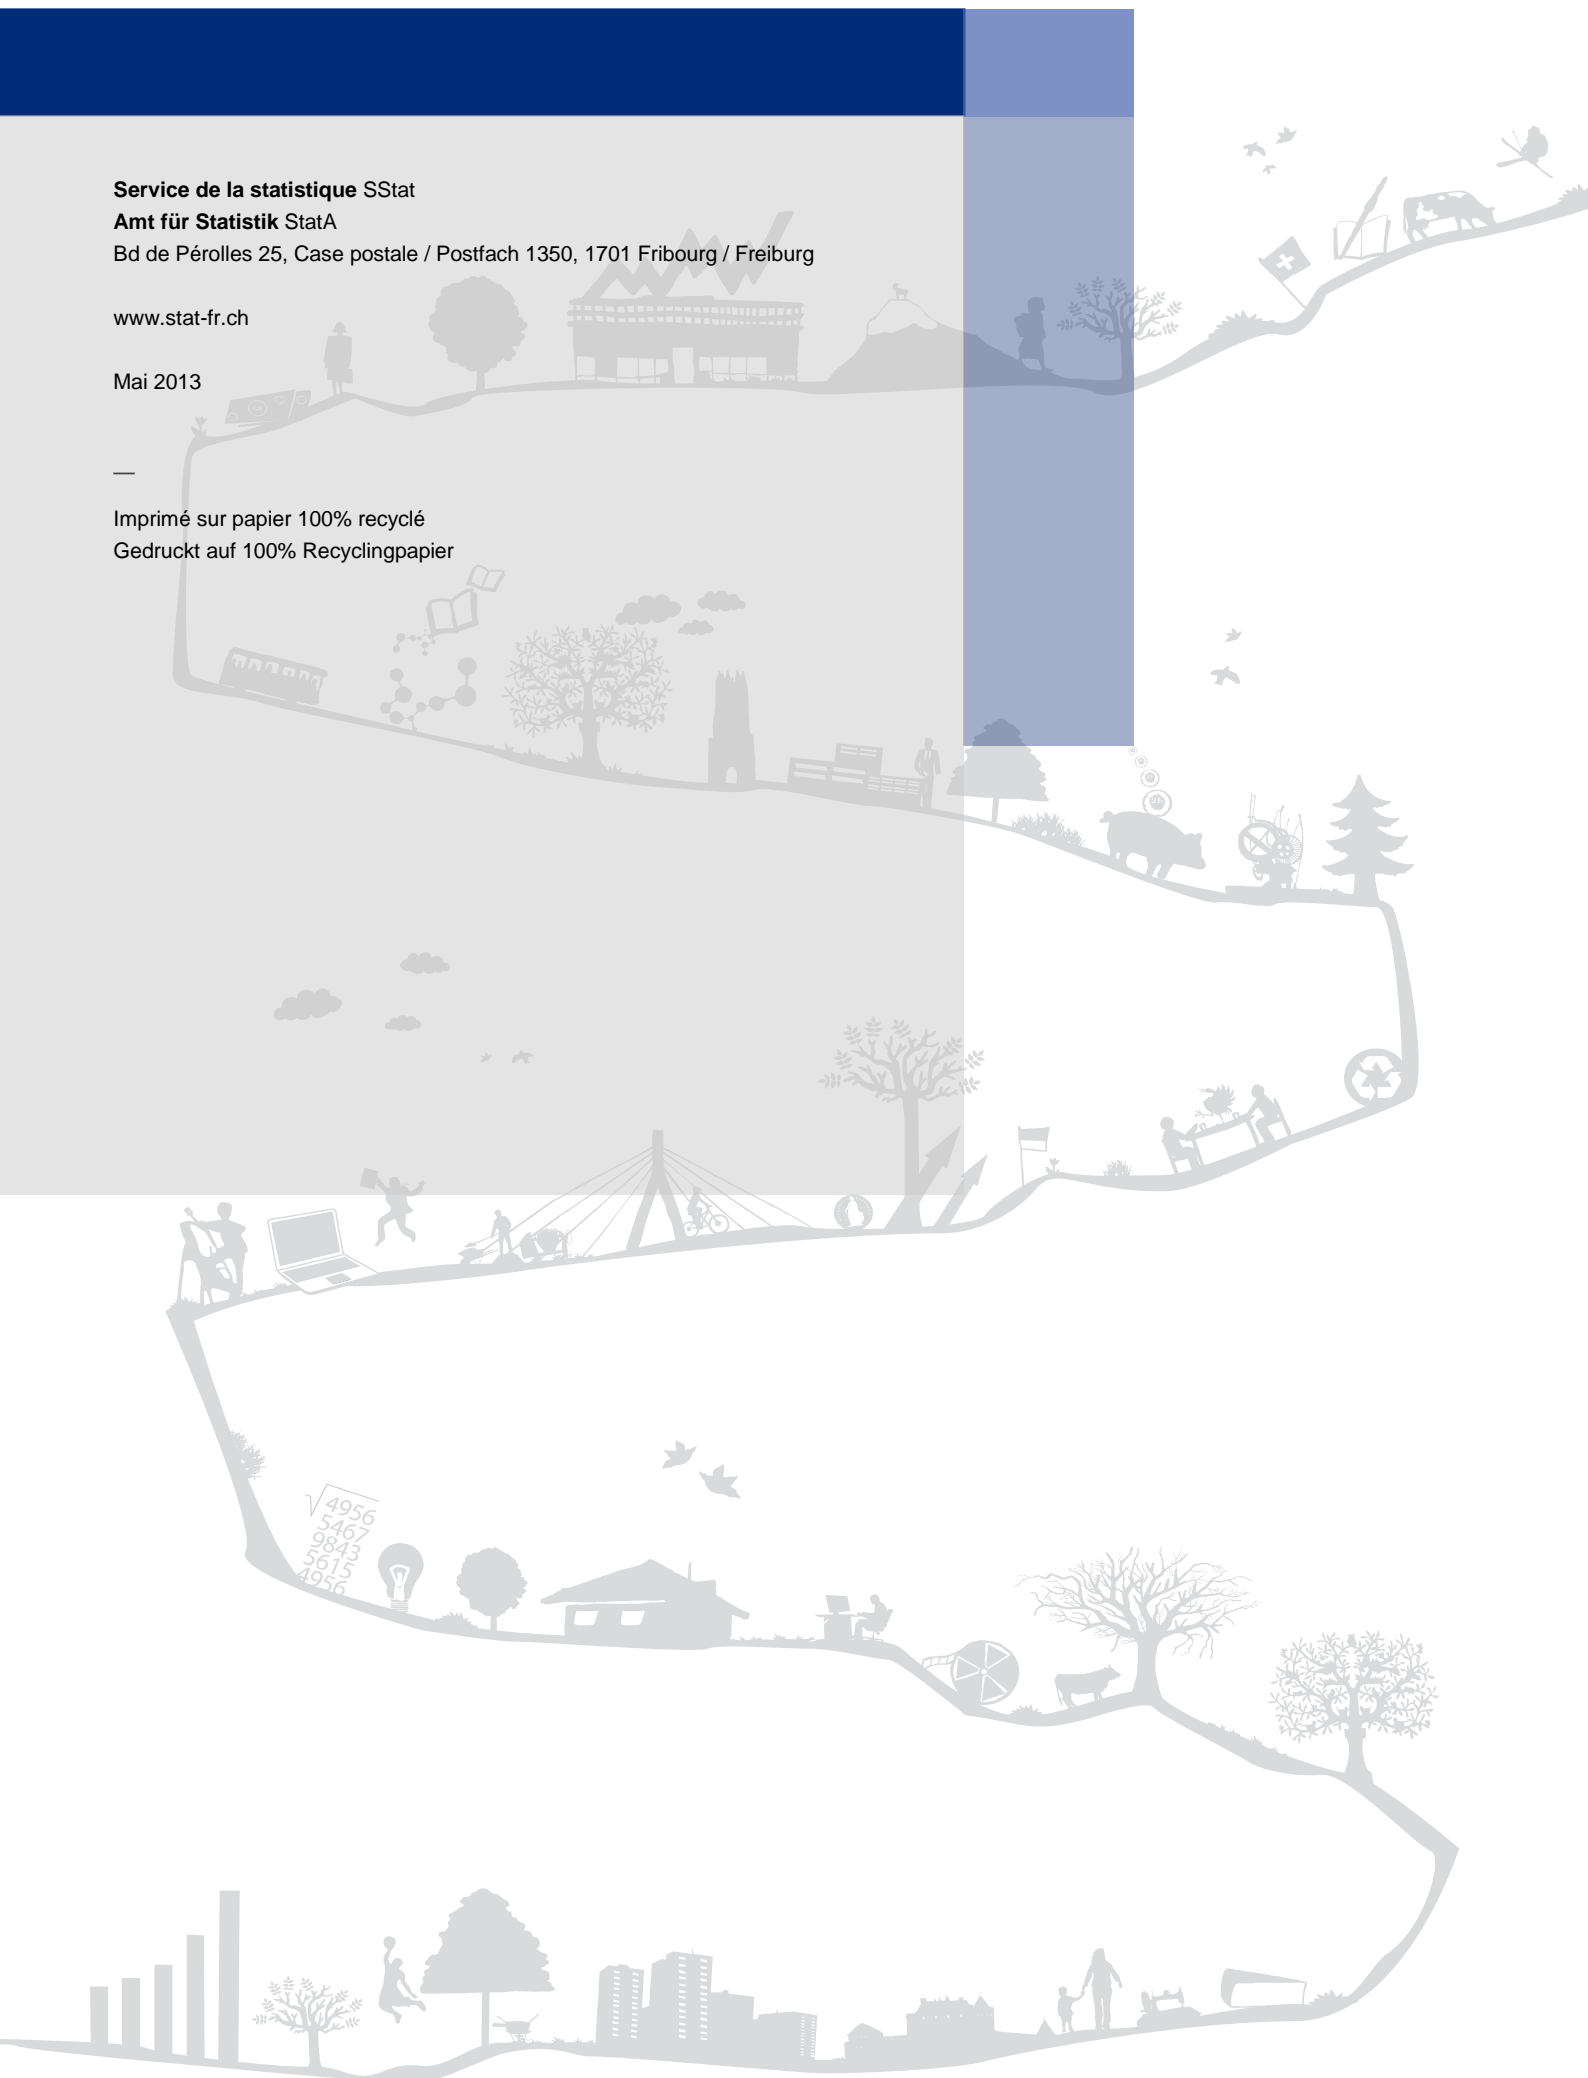 Service de la statistique SStat
Amt für Statistik StatA
Bd de Pérolles 25, Case postale / Postfach 1350, 1701 Fribourg / Freiburg
www.stat-fr.ch
Mai 2013
—
Imprimé sur papier 100% recyclé
Gedruckt auf 100% Recyclingpapier
4956
5467
9843
5615
4956